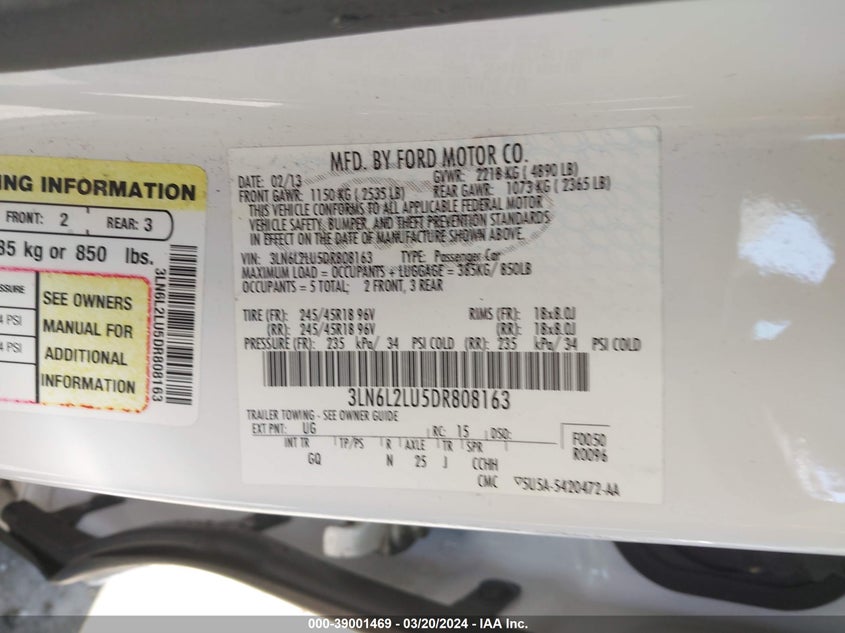 ING INFORMATION
FRONT: 2 REAR: 3
85 kg or 850 lbs.
SSURE
4 PSI
4 PSI
SEE OWNERS
MANUAL FOR
ADDITIONAL
INFORMATION
3LN6L2LU5DR808163
MFD. BY FORD MOTOR CO.
DATE: 02/13 GVWR: 2218 KG ( 4890 LB)
FRONT GAWR: 1150 KG ( 2535 LB) REAR GAWR: 1073 KG ( 2365 LB)
THIS VEHICLE CONFORMS TO ALL APPLICABLE FEDERAL MOTOR
VEHICLE SAFETY, BUMPER, AND THEFT PREVENTION STANDARDS
IN EFFECT ON THE DATE OF MANUFACTURE SHOWN ABOVE.
VIN: 3LN6L2LU5DR808163 TYPE: Passenger Car
MAXIMUM LOAD = OCCUPANTS + LUGGAGE = 385KG/ 850LB
OCCUPANTS = 5 TOTAL; 2 FRONT, 3 REAR
TIRE (FR): 245/45R18 96V RIMS (FR): 18x8.0J
(RR): 245/45R18 96V (RR): 18x8.0J
PRESSURE (FR): 235 kPa/ 34 PSI COLD (RR): 235 kPa/ 34 PSI COLD
3LN6L2LU5DR808163
TRAILER TOWING - SEE OWNER GUIDE
EXT PNT: UG RC: 15 DSO:
INT TR TP/PS R AXLE TR SPR
GQ N 25 J CCHH
CMC
F0050
R0096
5U5A-5420472-AA
000-39001469 - 03/20/2024 - IAA Inc.